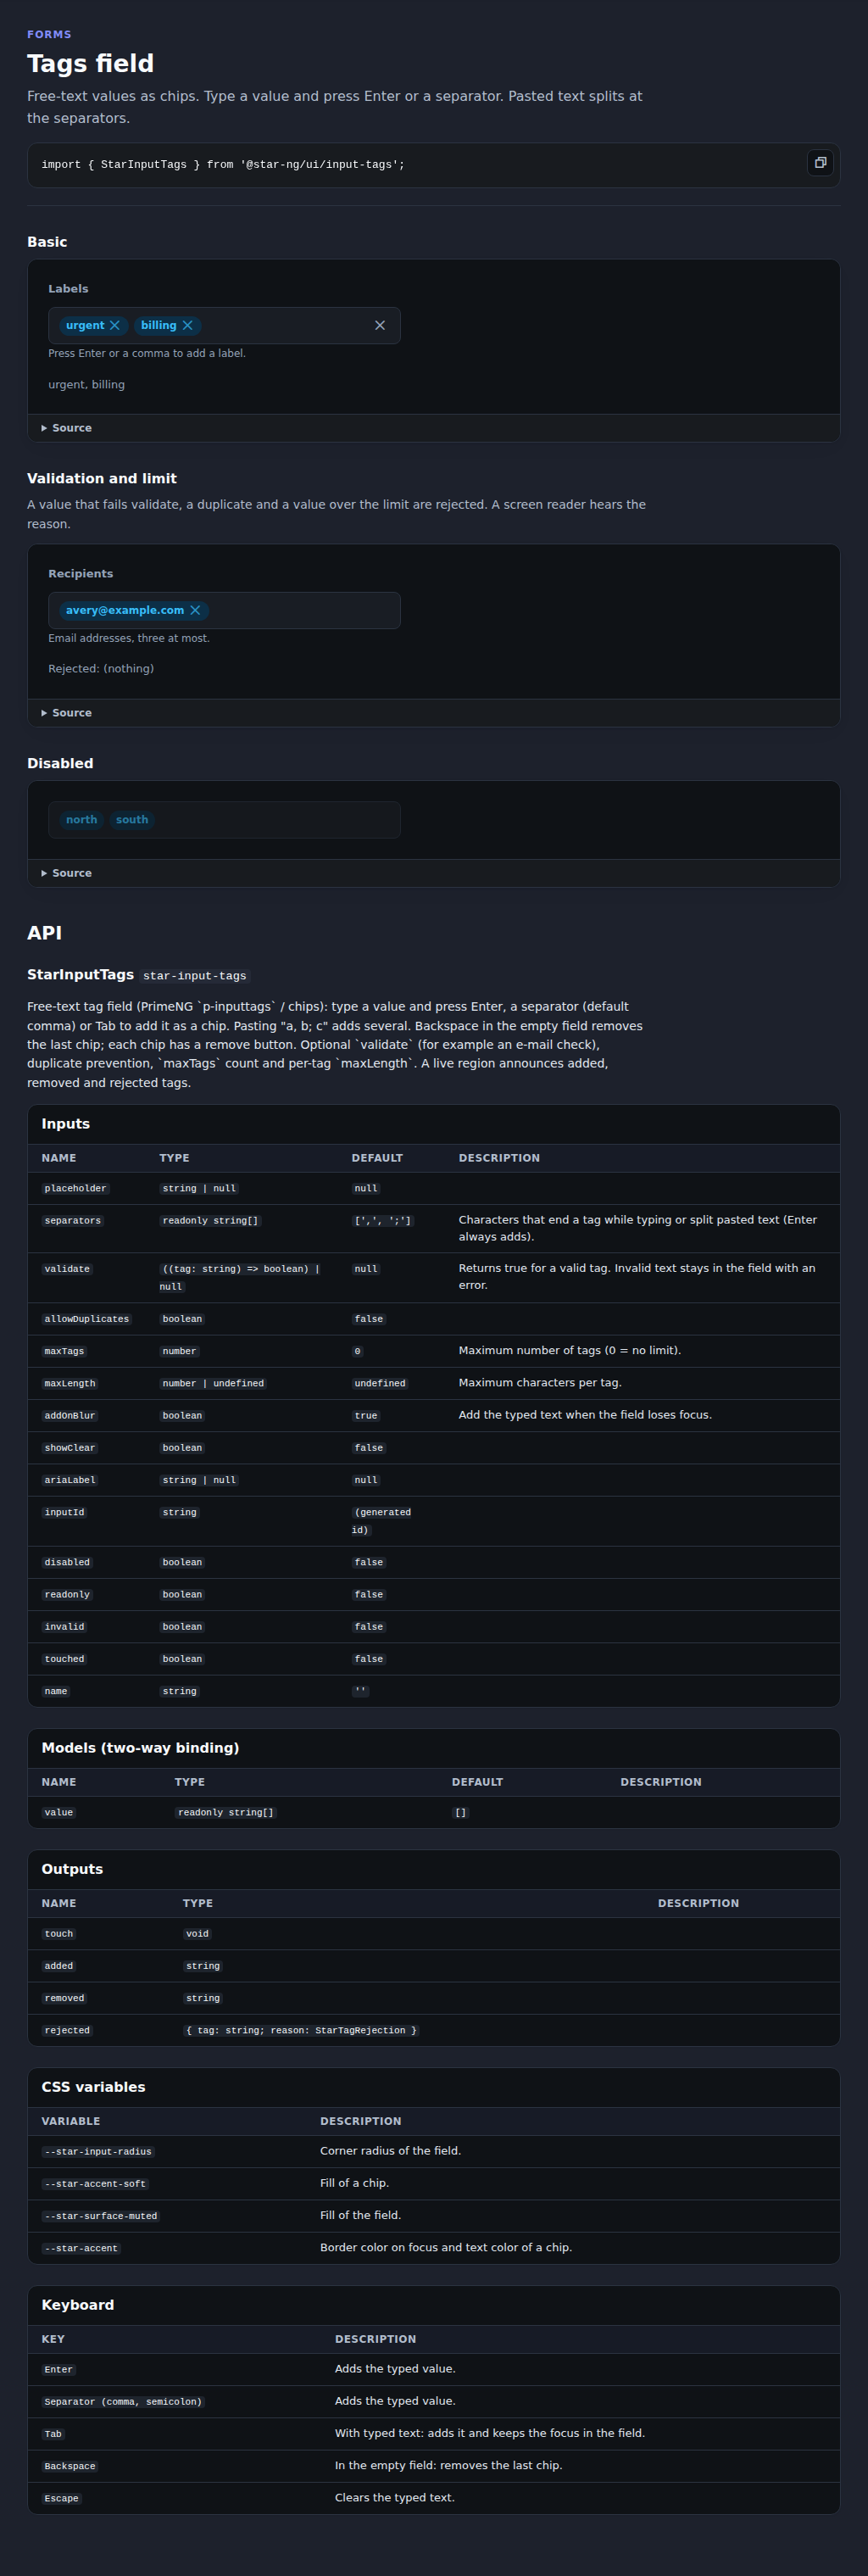 FORMS
Tags field
Free-text values as chips. Type a value and press Enter or a separator. Pasted text splits at
the separators.
import { StarInputTags } from '@star-ng/ui/input-tags';
Basic
Labels
urgent billing
Press Enter or a comma to add a label.
urgent, billing
Source
Validation and limit
A value that fails validate, a duplicate and a value over the limit are rejected. A screen reader hears the
reason.
Recipients
avery@example.com
Email addresses, three at most.
Rejected: (nothing)
Source
Disabled
north south
Source
API
StarInputTags star-input-tags
Free-text tag field (PrimeNG `p-inputtags` / chips): type a value and press Enter, a separator (default
comma) or Tab to add it as a chip. Pasting "a, b; c" adds several. Backspace in the empty field removes
the last chip; each chip has a remove button. Optional `validate` (for example an e-mail check),
duplicate prevention, `maxTags` count and per-tag `maxLength`. A live region announces added,
removed and rejected tags.
Inputs
NAME TYPE DEFAULT DESCRIPTION
placeholder string | null null
separators readonly string[] [',', ';'] Characters that end a tag while typing or split pasted text (Enter
always adds).
validate ((tag: string) => boolean) | null Returns true for a valid tag. Invalid text stays in the field with an
null error.
allowDuplicates boolean false
maxTags number 0 Maximum number of tags (0 = no limit).
maxLength number | undefined undefined Maximum characters per tag.
addOnBlur boolean true Add the typed text when the field loses focus.
showClear boolean false
ariaLabel string | null null
inputId string (generated
id)
disabled boolean false
readonly boolean false
invalid boolean false
touched boolean false
name string ''
Models (two-way binding)
NAME TYPE DEFAULT DESCRIPTION
value readonly string[] []
Outputs
NAME TYPE DESCRIPTION
touch void
added string
removed string
rejected { tag: string; reason: StarTagRejection }
CSS variables
VARIABLE DESCRIPTION
--star-input-radius Corner radius of the field.
--star-accent-soft Fill of a chip.
--star-surface-muted Fill of the field.
--star-accent Border color on focus and text color of a chip.
Keyboard
KEY DESCRIPTION
Enter Adds the typed value.
Separator (comma, semicolon) Adds the typed value.
Tab With typed text: adds it and keeps the focus in the field.
Backspace In the empty field: removes the last chip.
Escape Clears the typed text.